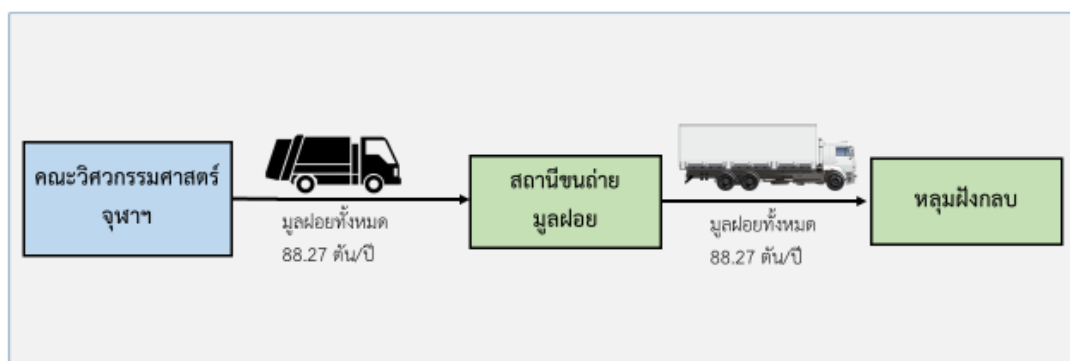 คณะวิศวกรรมศาสตร์
จุฬาฯ
มูลฝอยทั้งหมด
88.27 ตัน/ปี
สถานีขนถ่าย
มูลฝอย
มูลฝอยทั้งหมด
88.27 ตัน/ปี
หลุมฝังกลบ